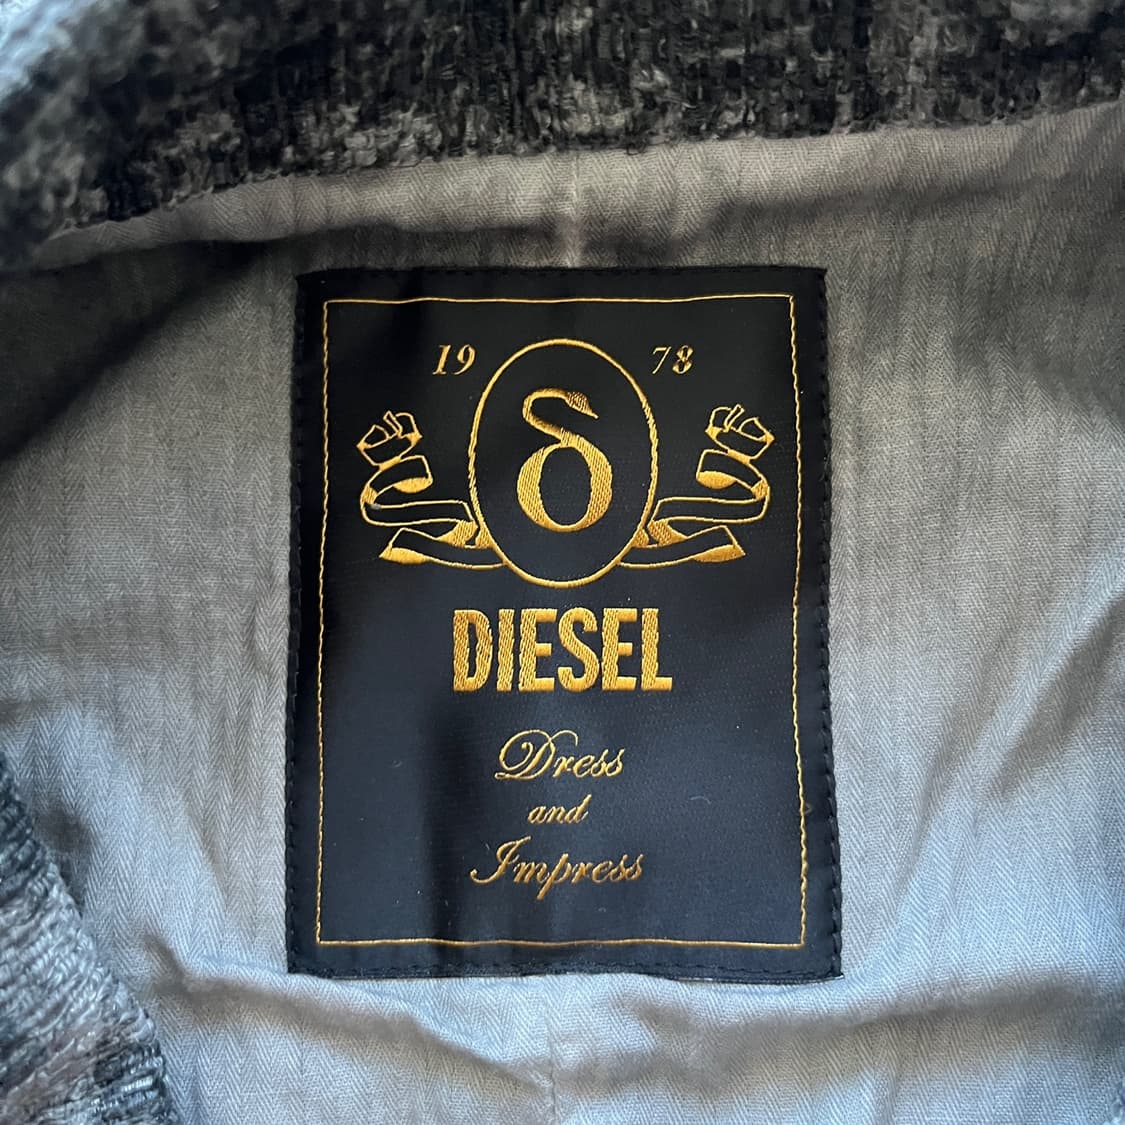 19 78
δ
DIESEL
Dress
and
Impress